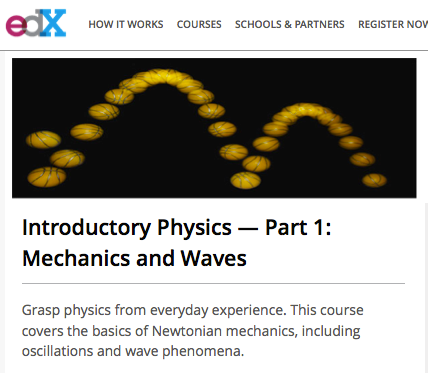 edX HOW IT WORKS COURSES SCHOOLS & PARTNERS REGISTER NOW
Introductory Physics — Part 1:
Mechanics and Waves
Grasp physics from everyday experience. This course
covers the basics of Newtonian mechanics, including
oscillations and wave phenomena.